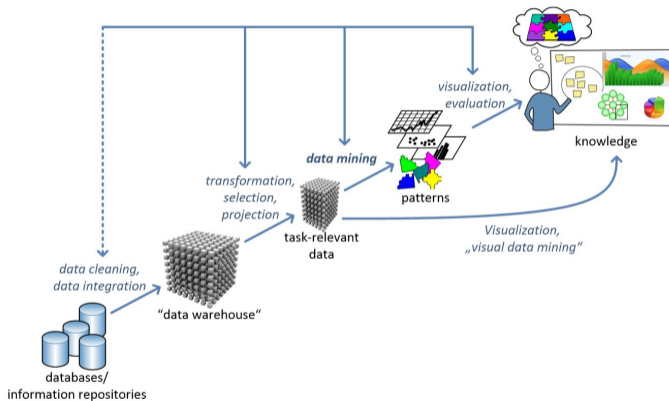 visualization,
evaluation
knowledge
data mining
patterns
transformation,
selection,
projection
task-relevant
data
Visualization,
„visual data mining“
data cleaning,
data integration
“data warehouse“
databases/
information repositories